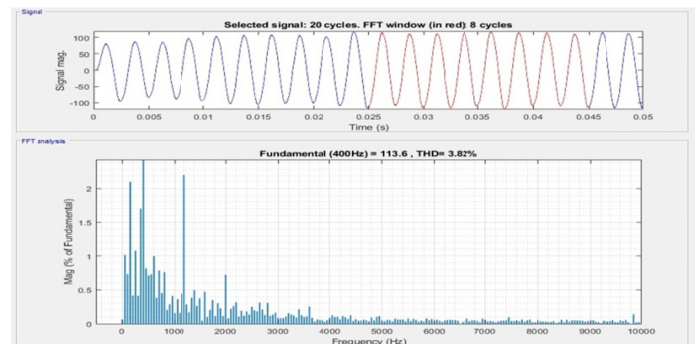 Signal
Selected signal: 20 cycles. FFT window (in red): 8 cycles
Signal mag.
100
50
0
-50
-100
0 0.005 0.01 0.015 0.02 0.025 0.03 0.035 0.04 0.045 0.05
Time (s)
FFT analysis
Fundamental (400Hz) = 113.6 , THD= 3.82%
Mag (% of Fundamental)
2
1.5
1
0.5
0
0 1000 2000 3000 4000 5000 6000 7000 8000 9000 10000
Frequency (Hz)